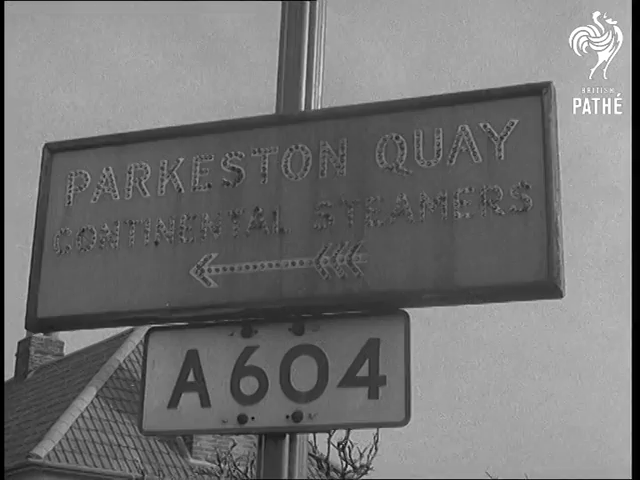 BRITISH
PATHÉ
PARKESTON QUAY
CONTINENTAL STEAMERS
A604